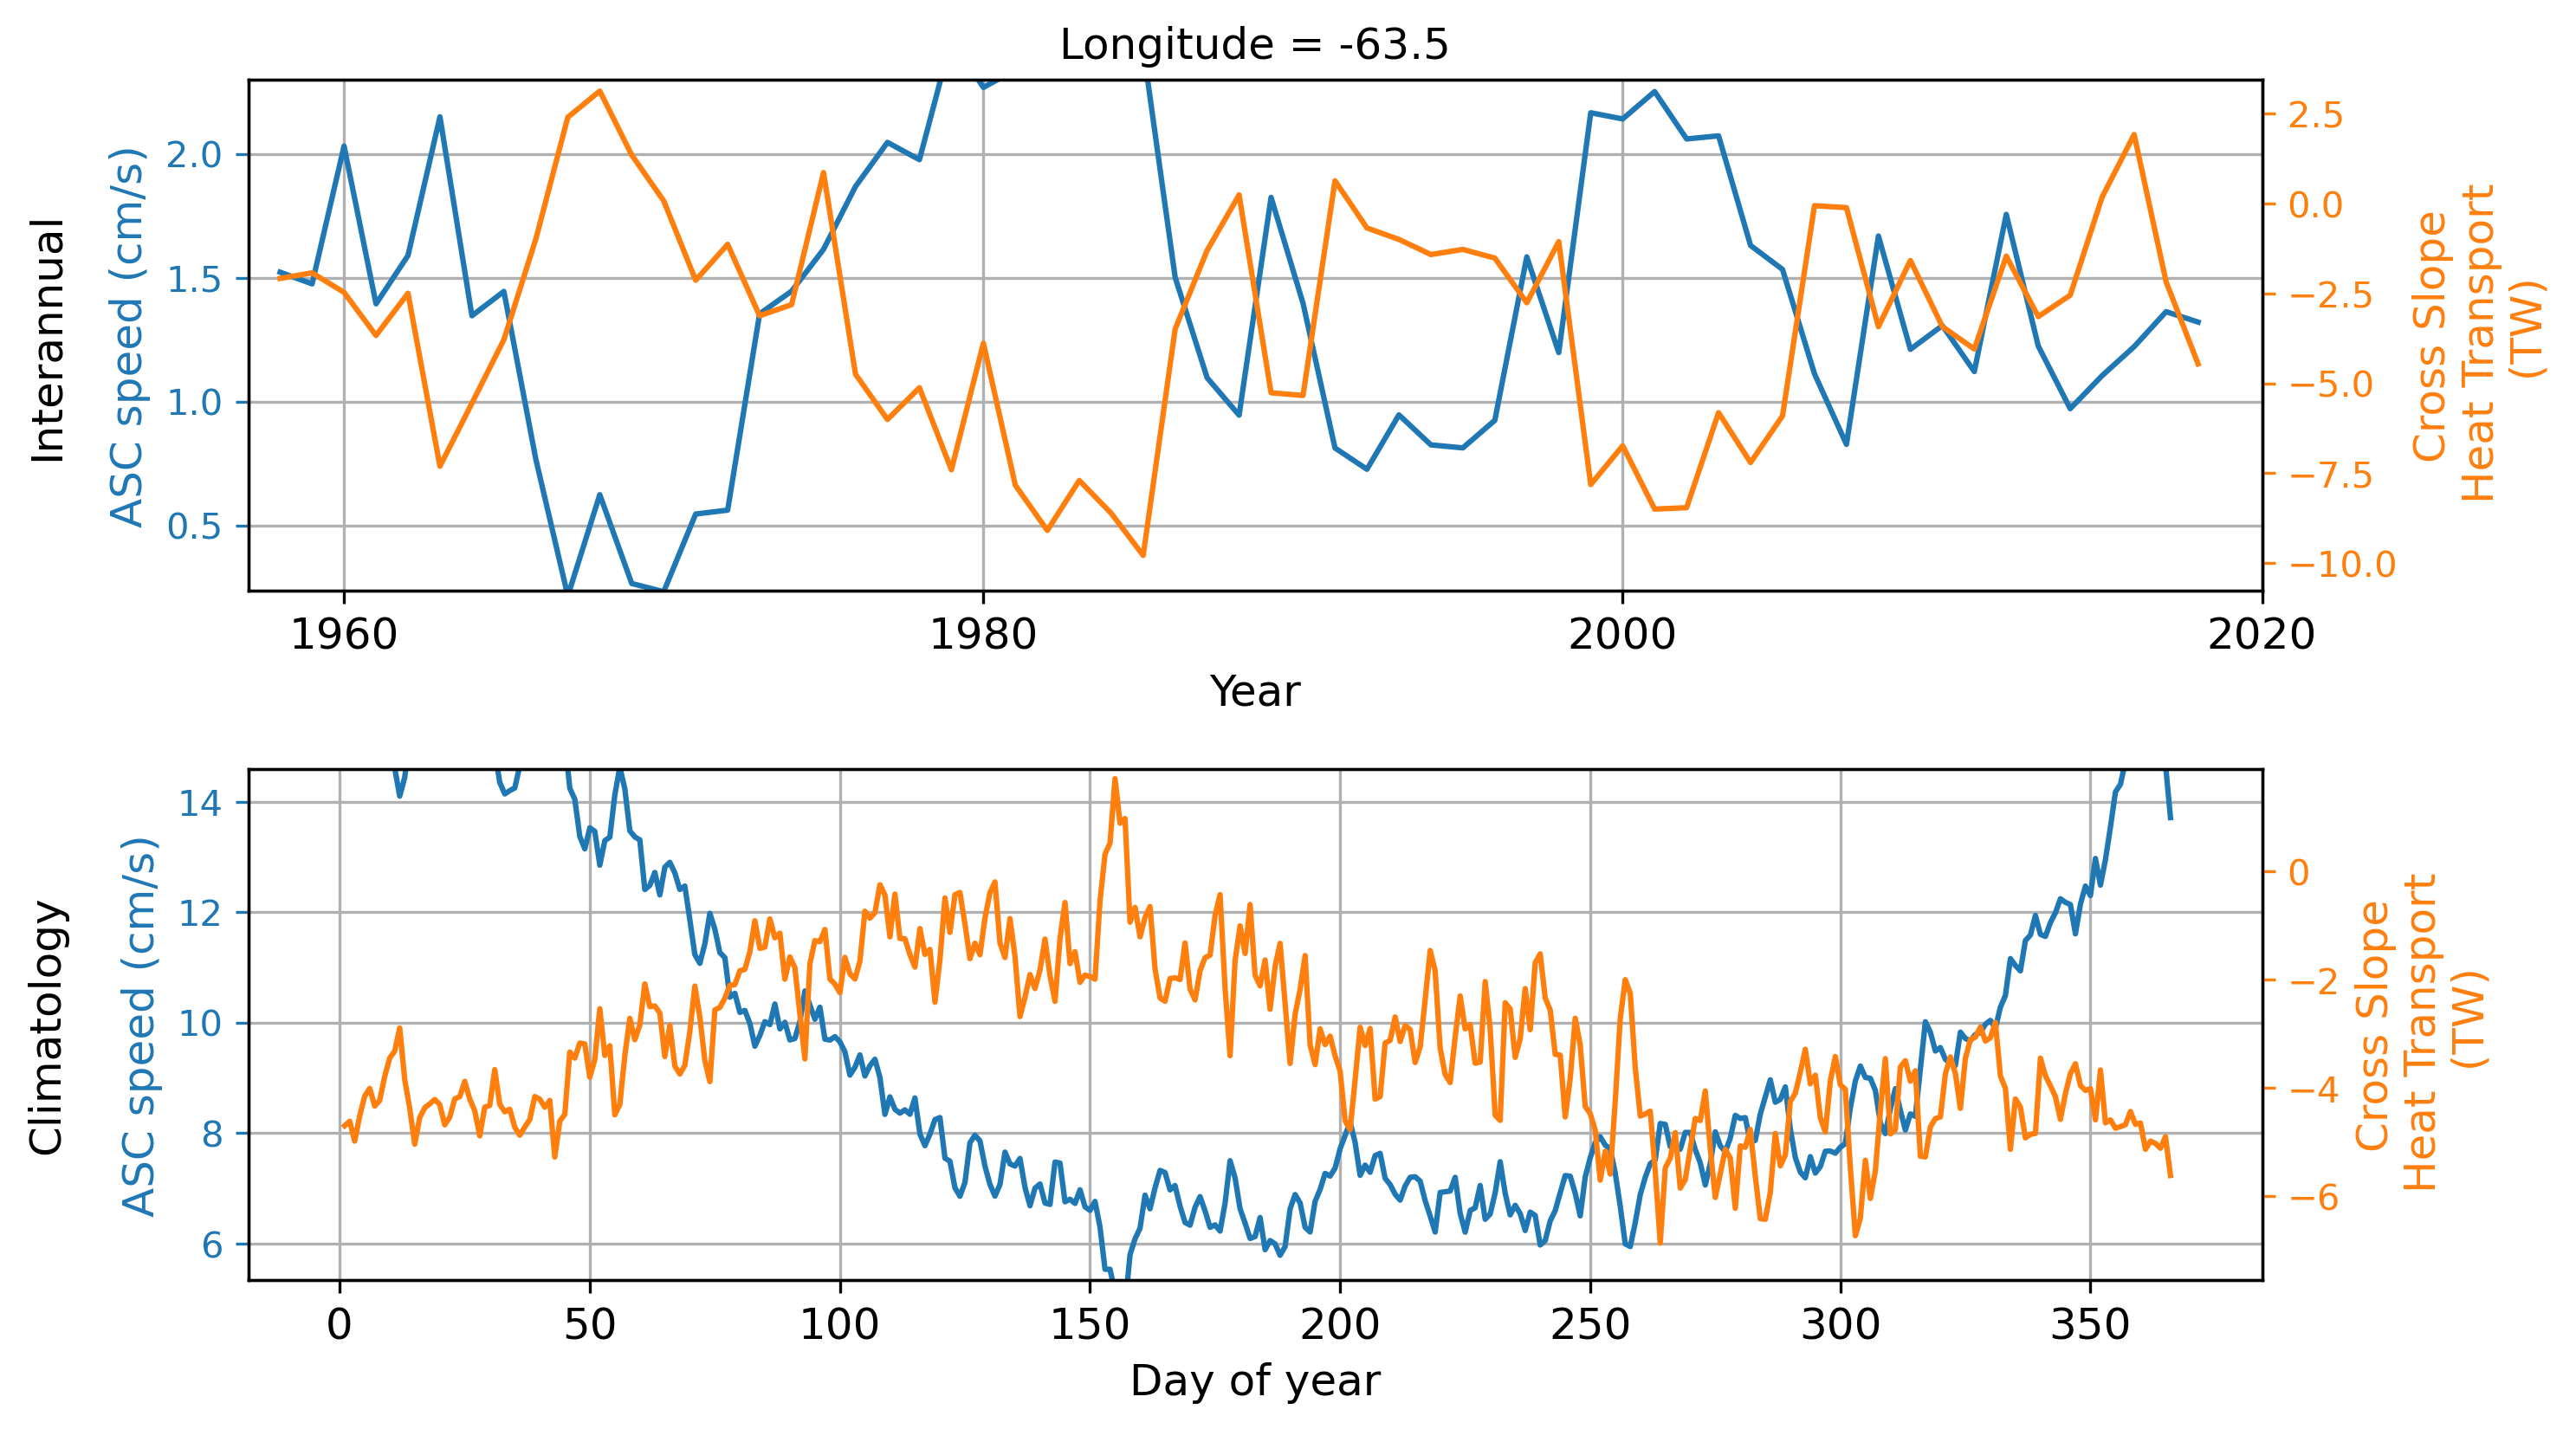 Longitude = -63.5
Interannual
ASC speed (cm/s)
2.0
1.5
1.0
0.5
2.5
0.0
−2.5
−5.0
−7.5
−10.0
Cross Slope
Heat Transport
(TW)
1960 1980 2000 2020
Year
Climatology
ASC speed (cm/s)
14
12
10
8
6
0
−2
−4
−6
Cross Slope
Heat Transport
(TW)
0 50 100 150 200 250 300 350
Day of year